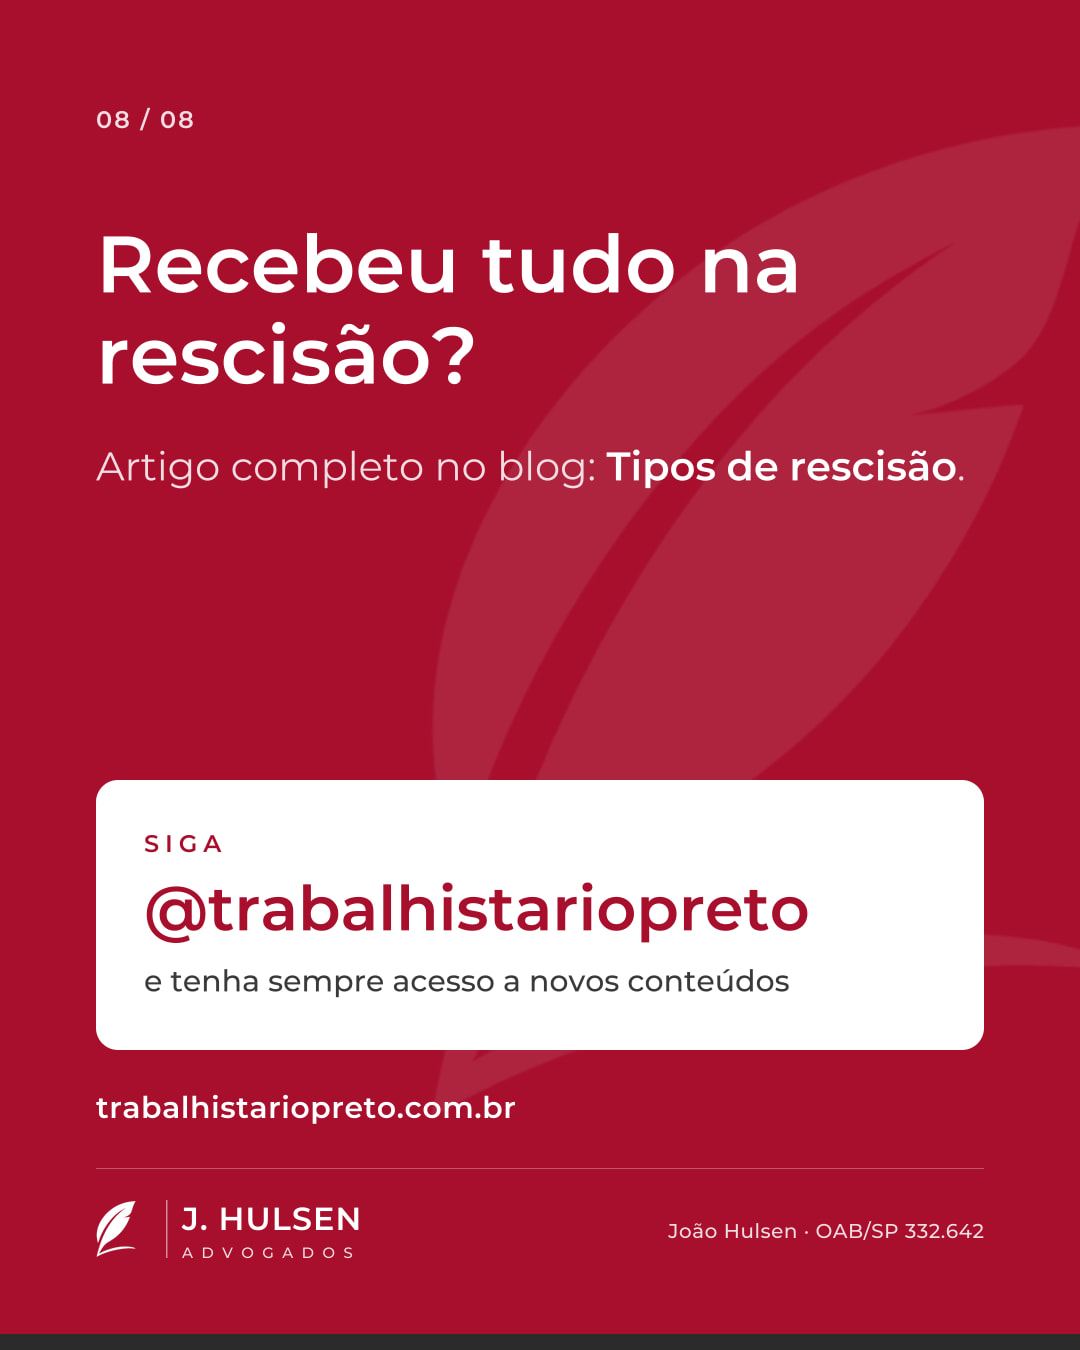 08 / 08
Recebeu tudo na
rescisão?
Artigo completo no blog: Tipos de rescisão.
SIGA
@trabalhistariopreto
e tenha sempre acesso a novos conteúdos
trabalhistariopreto.com.br
J. HULSEN
ADVOGADOS
João Hulsen · OAB/SP 332.642